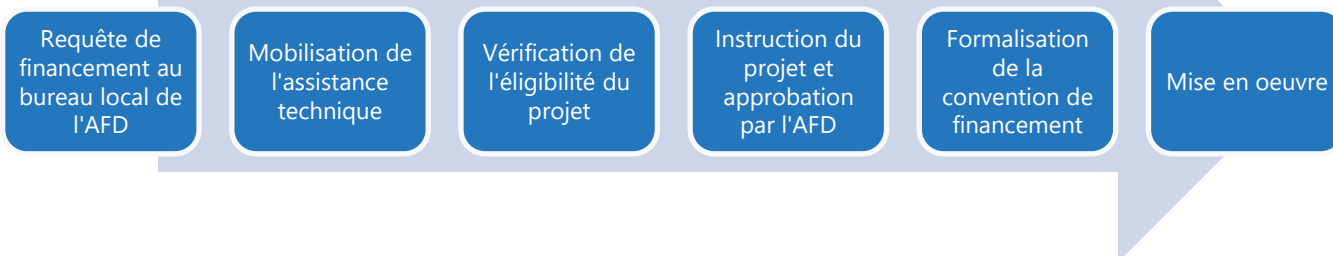 Requête de
financement au
bureau local de
l'AFD
Mobilisation de
l'assistance
technique
Vérification de
l'éligibilité du
projet
Instruction du
projet et
approbation
par l'AFD
Formalisation
de la
convention de
financement
Mise en oeuvre